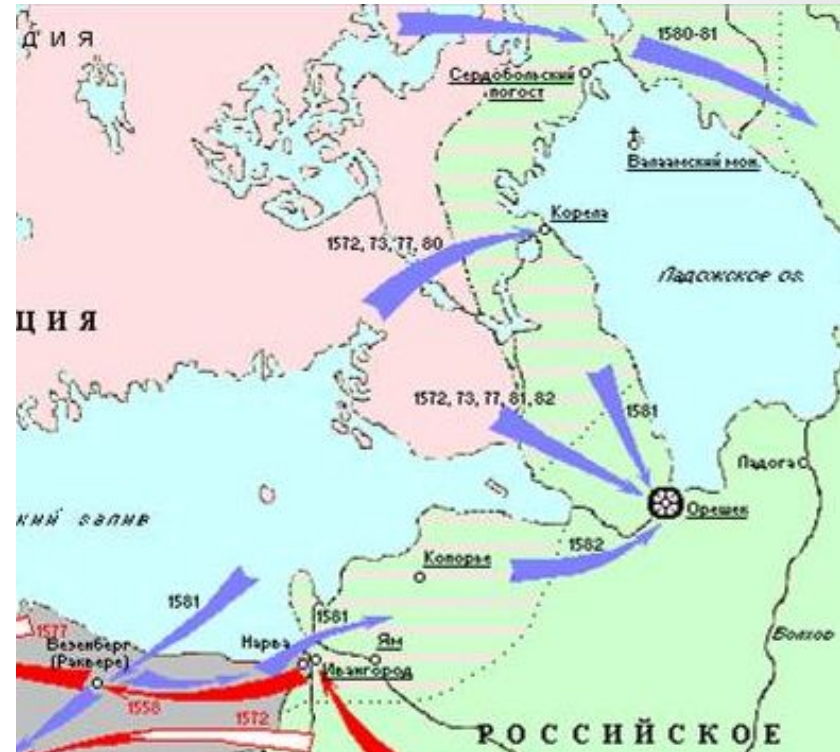 ДИЯ
1580-81
Сердобольский
погост
Валаамский мон.
Корела
1572, 73, 77, 80
Ладожское оз.
ЦИЯ
1572, 73, 77, 81, 82
1581
Ладога
Орешек
кий залив
Копорье
1582
1581
1581
1577
Везенберг
(Раквере)
Нарва
Ям
Ивангород
Волхов
1558
1572
РОССИЙСКОЕ